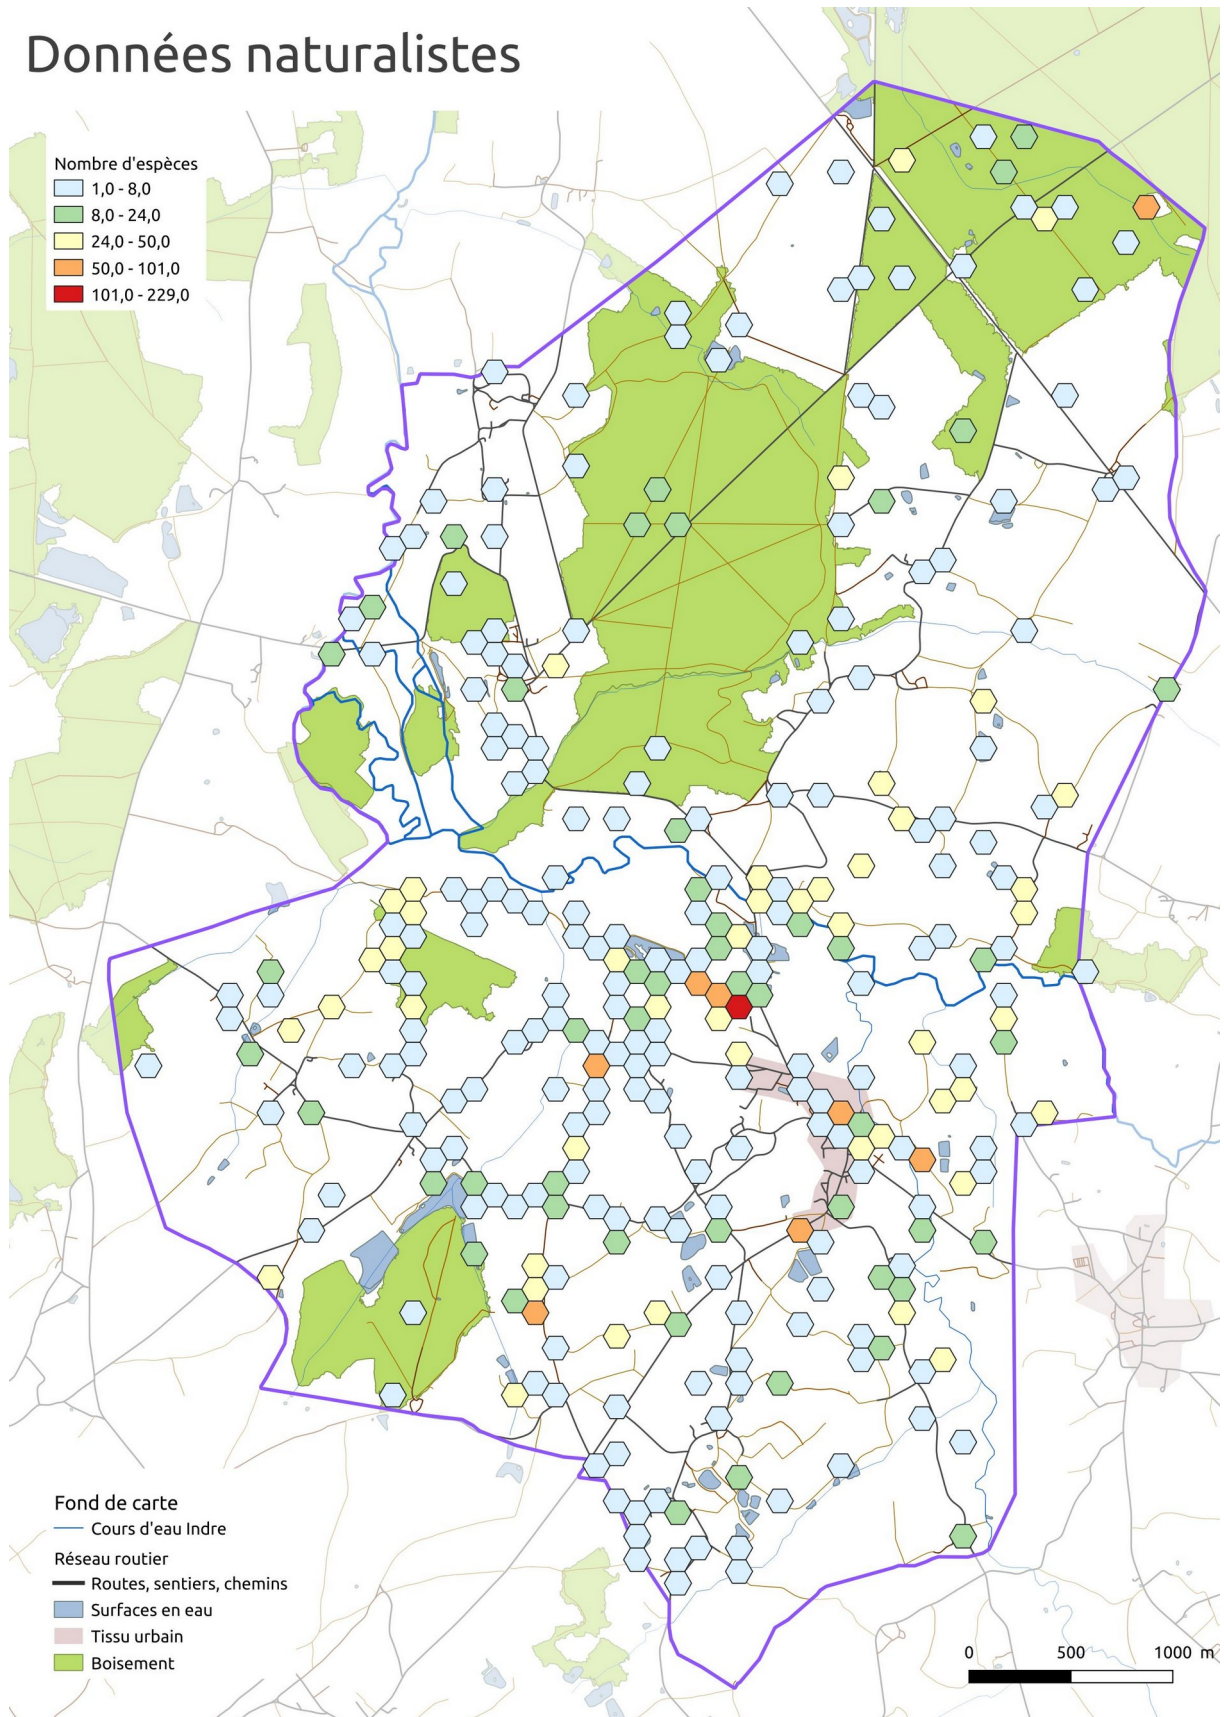 Données naturalistes
Nombre d'espèces
1,0 - 8,0
8,0 - 24,0
24,0 - 50,0
50,0 - 101,0
101,0 - 229,0
Fond de carte
Cours d'eau Indre
Réseau routier
Routes, sentiers, chemins
Surfaces en eau
Tissu urbain
Boisement
0 500 1000 m